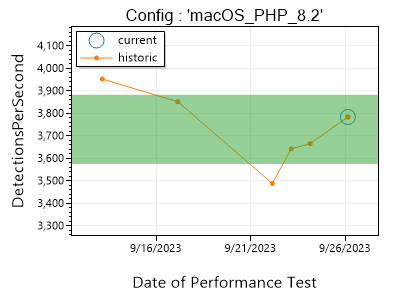 Config : 'macOS_PHP_8.2'
current
historic
4,100
4,000
3,900
3,800
3,700
3,600
3,500
3,400
3,300
DetectionsPerSecond
9/16/2023 9/21/2023 9/26/2023
Date of Performance Test